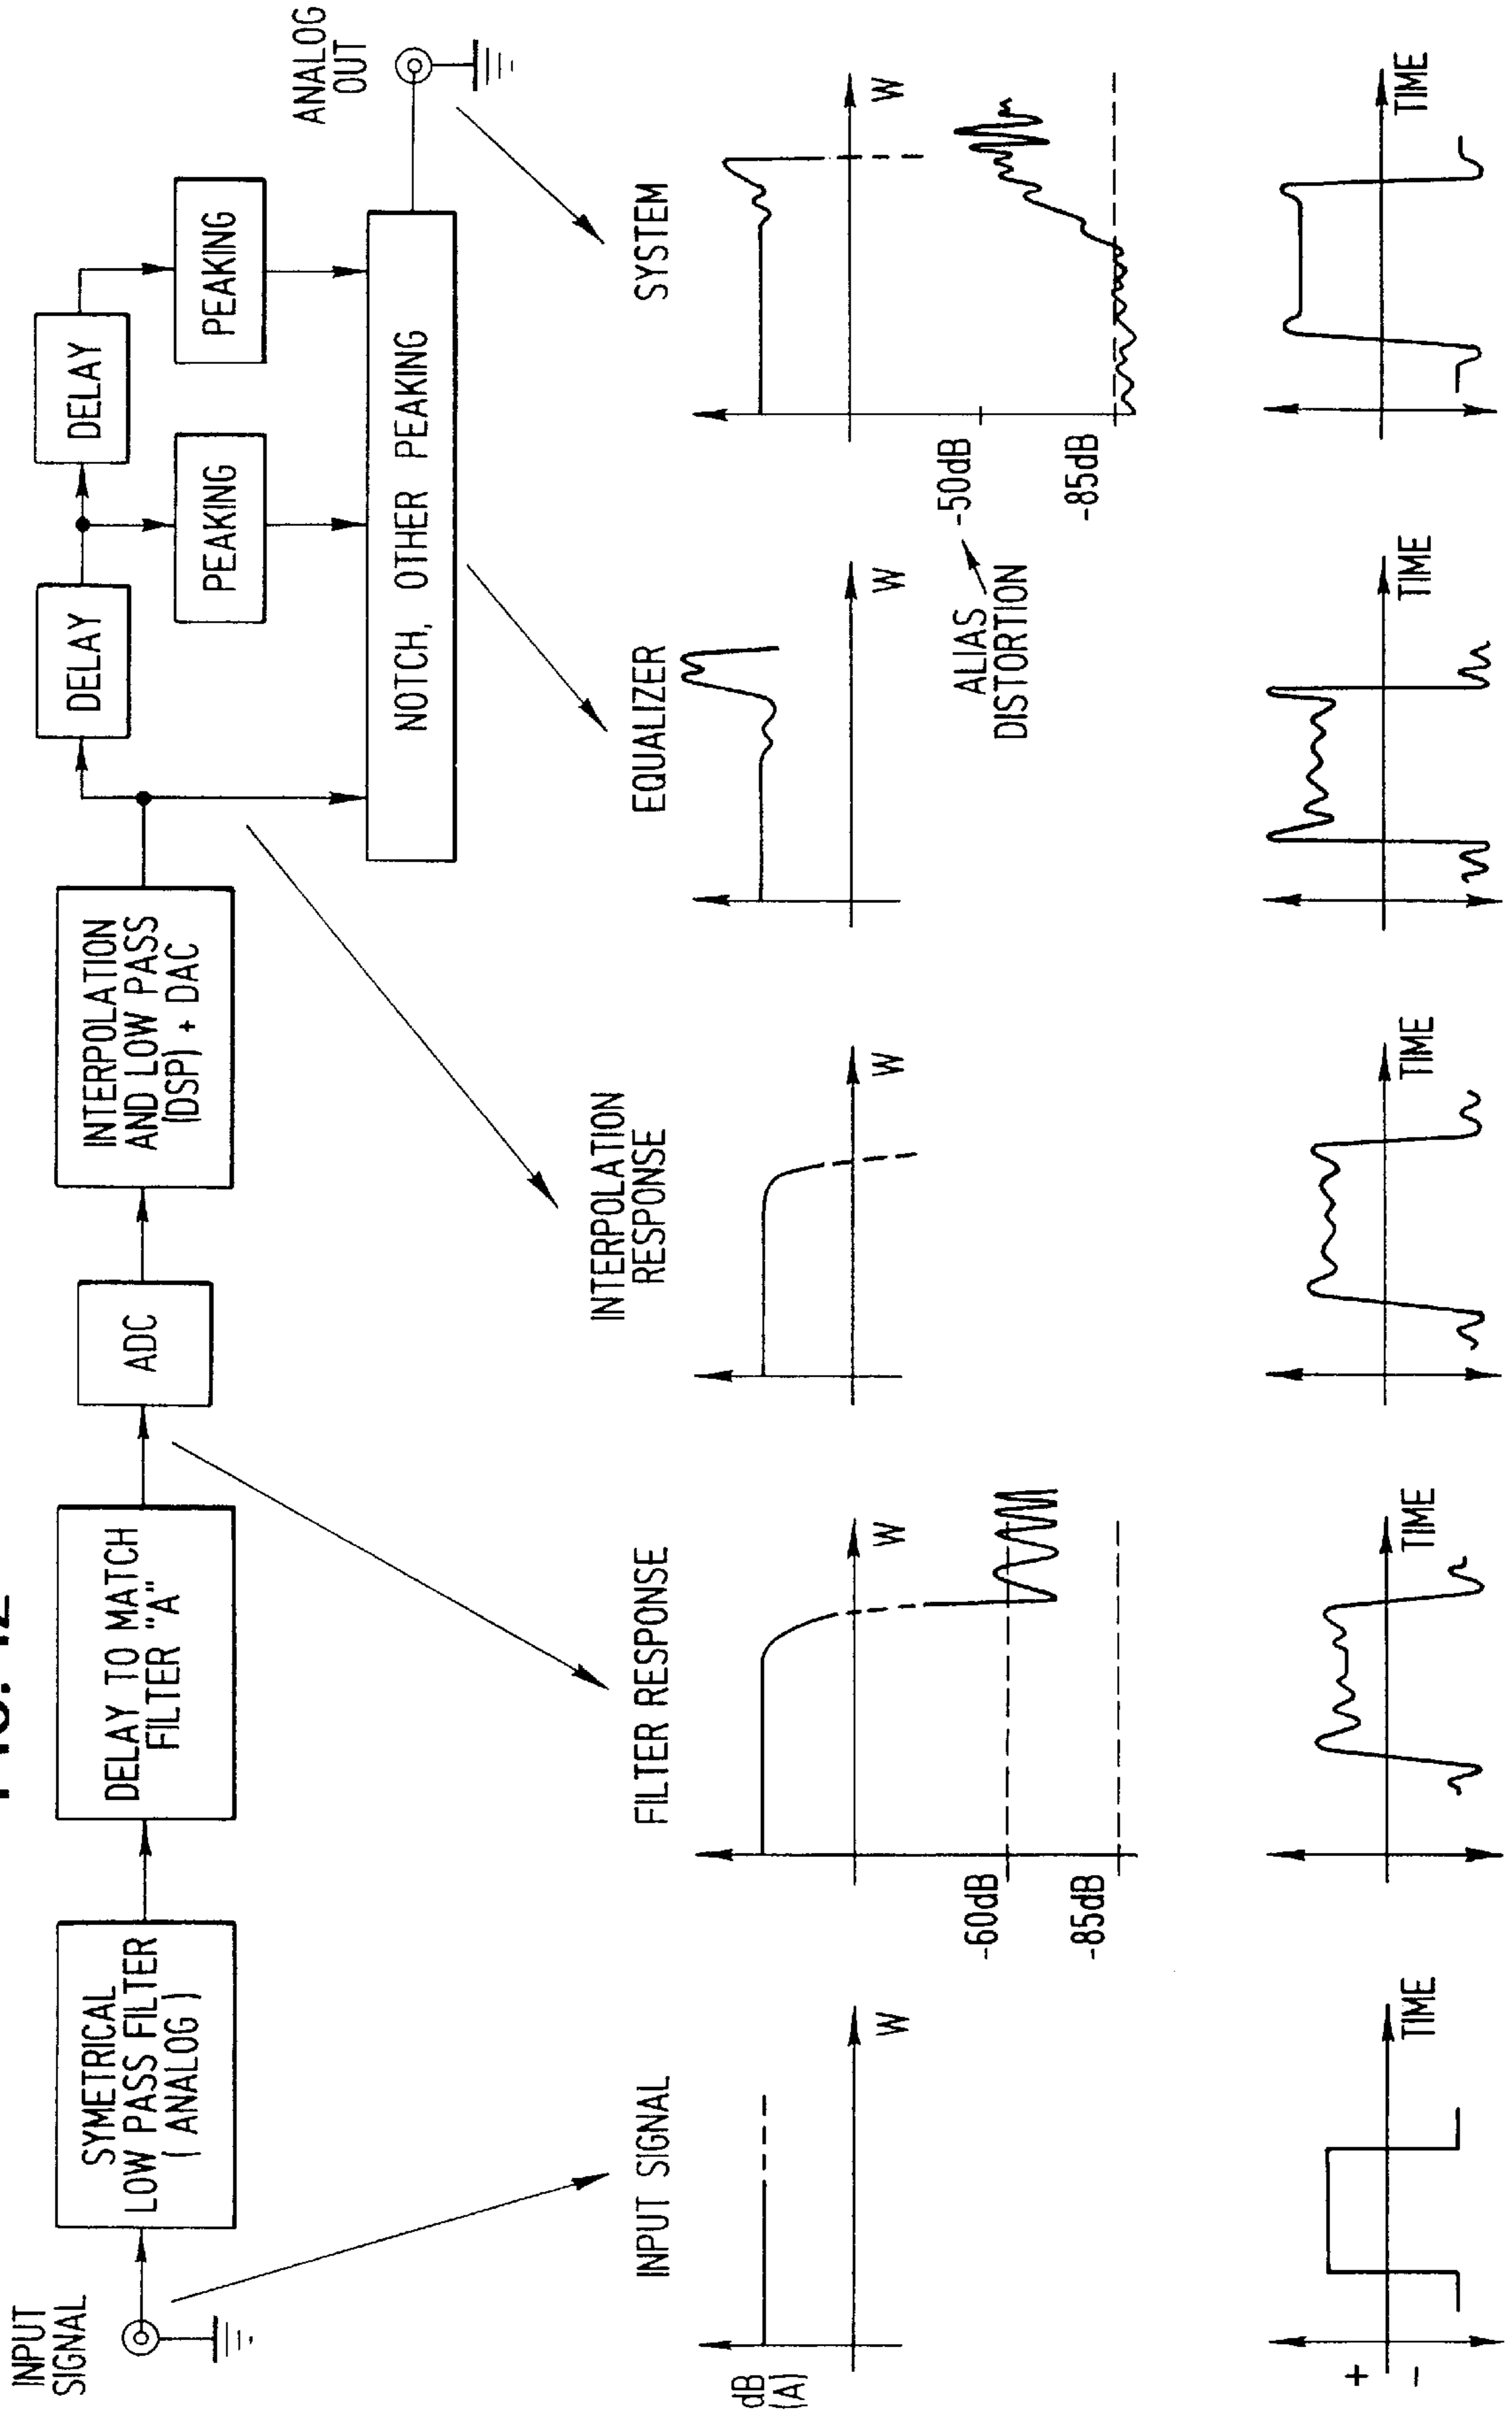 INPUT
SIGNAL
SYMETRICAL
LOW PASS FILTER
( ANALOG )
DELAY TO MATCH
FILTER "A"
ADC
INTERPOLATION
AND LOW PASS
(DSP) + DAC
DELAY
DELAY
PEAKING
PEAKING
NOTCH, OTHER PEAKING
ANALOG
OUT
INPUT SIGNAL
dB
(A)
W
FILTER RESPONSE
W
-60dB
-85dB
INTERPOLATION
RESPONSE
W
EQUALIZER
W
ALIAS
DISTORTION
SYSTEM
W
-50dB
-85dB
+
-
TIME
TIME
TIME
TIME
TIME